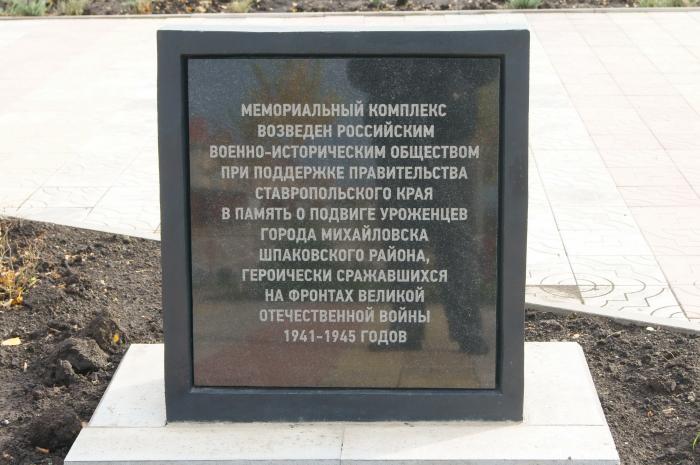 МЕМОРИАЛЬНЫЙ КОМПЛЕКС
ВОЗВЕДЕН РОССИЙСКИМ
ВОЕННО-ИСТОРИЧЕСКИМ ОБЩЕСТВОМ
ПРИ ПОДДЕРЖКЕ ПРАВИТЕЛЬСТВА
СТАВРОПОЛЬСКОГО КРАЯ
В ПАМЯТЬ О ПОДВИГЕ УРОЖЕНЦЕВ
ГОРОДА МИХАЙЛОВСКА
ШПАКОВСКОГО РАЙОНА,
ГЕРОИЧЕСКИ СРАЖАВШИХСЯ
НА ФРОНТАХ ВЕЛИКОЙ
ОТЕЧЕСТВЕННОЙ ВОЙНЫ
1941-1945 ГОДОВ